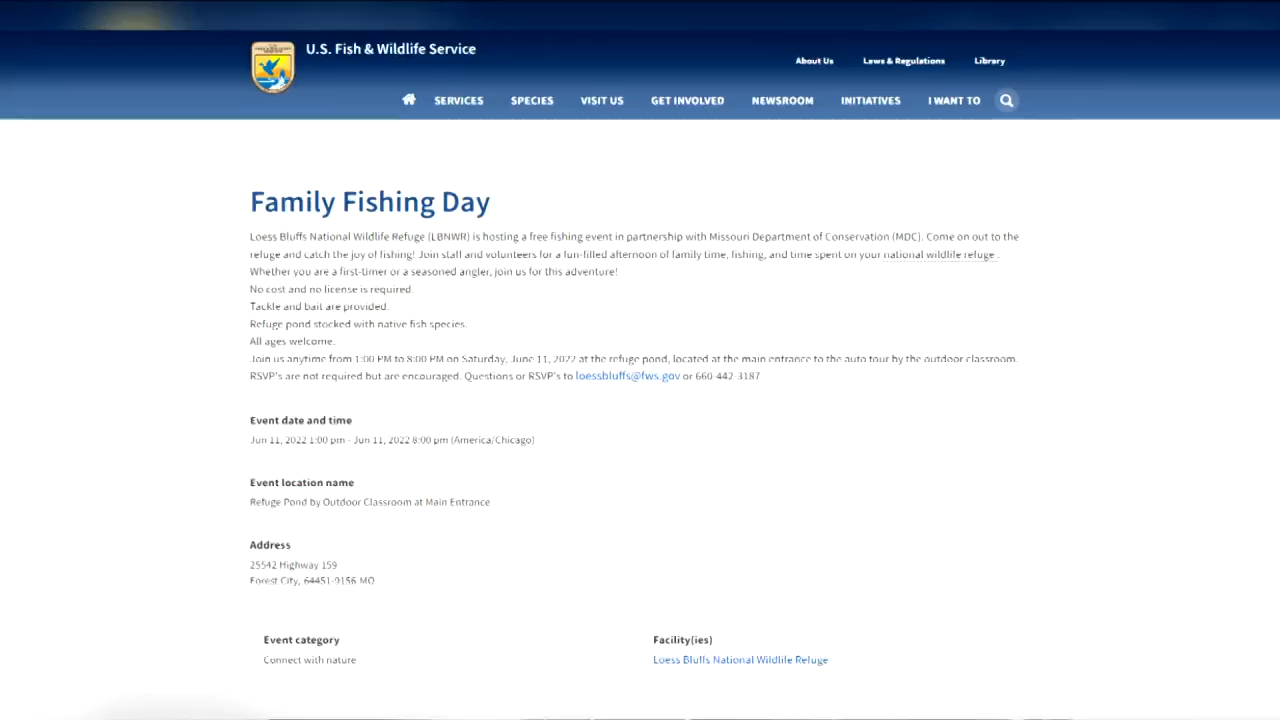 U.S. Fish & Wildlife Service
About Us Laws & Regulations Library
SERVICES SPECIES VISIT US GET INVOLVED NEWSROOM INITIATIVES I WANT TO
Family Fishing Day
Loess Bluffs National Wildlife Refuge (LBNWR) is hosting a free fishing event in partnership with Missouri Department of Conservation (MDC). Come on out to the
refuge and catch the joy of fishing! Join staff and volunteers for a fun-filled afternoon of family time, fishing, and time spent on your national wildlife refuge .
Whether you are a first-timer or a seasoned angler, join us for this adventure!
No cost and no license is required.
Tackle and bait are provided.
Refuge pond stocked with native fish species.
All ages welcome.
Join us anytime from 1:00 PM to 8:00 PM on Saturday, June 11, 2022 at the refuge pond, located at the main entrance to the auto tour by the outdoor classroom.
RSVP's are not required but are encouraged. Questions or RSVP's to loessbluffs@fws.gov or 660-442-3187
Event date and time
Jun 11, 2022 1:00 pm - Jun 11, 2022 8:00 pm (America/Chicago)
Event location name
Refuge Pond by Outdoor Classroom at Main Entrance
Address
25542 Highway 159
Forest City, 64451-9156 MO
Event category
Connect with nature
Facility(ies)
Loess Bluffs National Wildlife Refuge